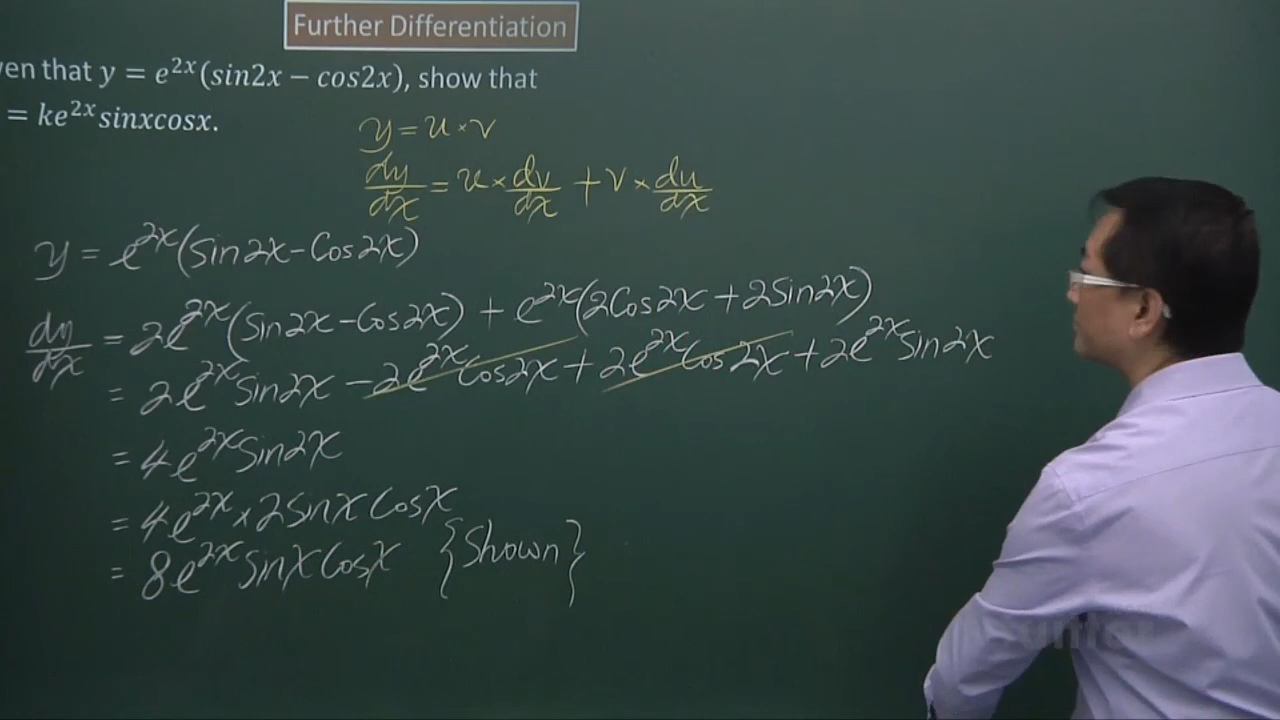 Further Differentiation
ven that y = e^{2x}(sin2x − cos2x), show that
= ke^{2x}sinxcosx.
y = u × v
dy/dx = u × dv/dx + v × du/dx
y = e^{2x}(Sin2x − Cos2x)
dy/dx = 2e^{2x}(Sin2x − Cos2x) + e^{2x}(2Cos2x + 2Sin2x)
= 2e^{2x}Sin2x − 2e^{2x}Cos2x + 2e^{2x}Cos2x + 2e^{2x}Sin2x
= 4e^{2x}Sin2x
= 4e^{2x} × 2Sinx Cosx
= 8e^{2x}Sinx Cosx {Shown}